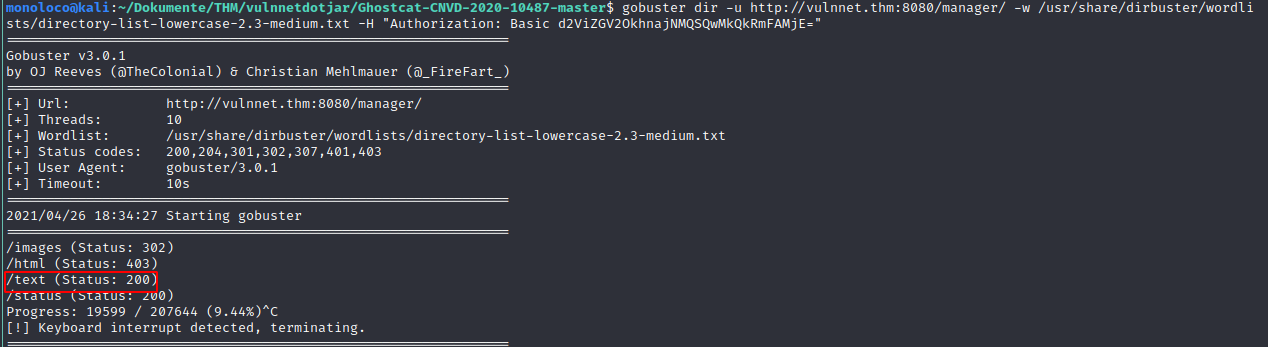 monoloco@kali:~/Dokumente/THM/vulnnetdotjar/Ghostcat-CNVD-2020-10487-master$ gobuster dir -u http://vulnnet.thm:8080/manager/ -w /usr/share/dirbuster/wordli
sts/directory-list-lowercase-2.3-medium.txt -H "Authorization: Basic d2ViZGV2OkhnajNMQSQwMkQkRmFAMjE="
===============================================================
Gobuster v3.0.1
by OJ Reeves (@TheColonial) & Christian Mehlmauer (@_FireFart_)
===============================================================
[+] Url:            http://vulnnet.thm:8080/manager/
[+] Threads:        10
[+] Wordlist:       /usr/share/dirbuster/wordlists/directory-list-lowercase-2.3-medium.txt
[+] Status codes:   200,204,301,302,307,401,403
[+] User Agent:     gobuster/3.0.1
[+] Timeout:        10s
===============================================================
2021/04/26 18:34:27 Starting gobuster
===============================================================
/images (Status: 302)
/html (Status: 403)
/text (Status: 200)
/status (Status: 200)
Progress: 19599 / 207644 (9.44%)^C
[!] Keyboard interrupt detected, terminating.
===============================================================